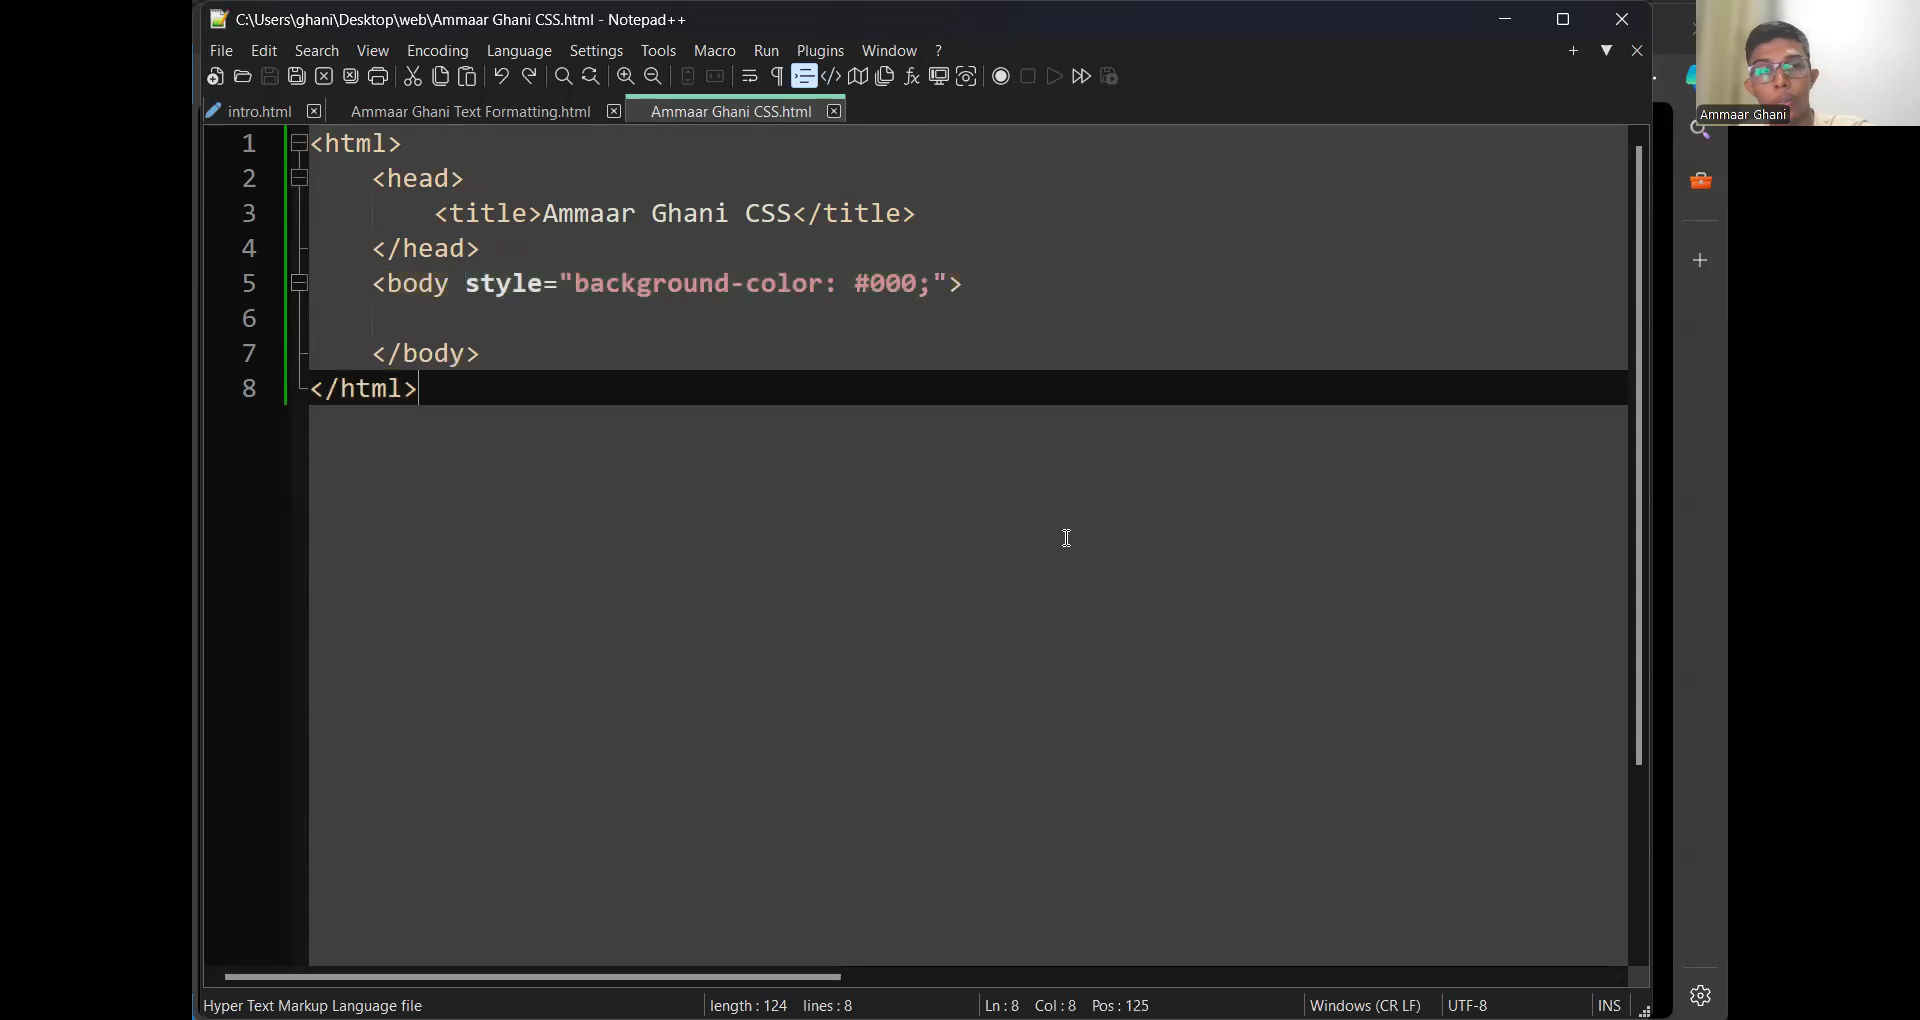 C:\Users\ghani\Desktop\web\Ammaar Ghani CSS.html - Notepad++
File Edit Search View Encoding Language Settings Tools Macro Run Plugins Window ?
intro.html Ammaar Ghani Text Formatting.html Ammaar Ghani CSS.html
Ammaar Ghani
1 <html>
2 <head>
3 <title>Ammaar Ghani CSS</title>
4 </head>
5 <body style="background-color: #000;">
6
7 </body>
8 </html>
Hyper Text Markup Language file length : 124 lines : 8 Ln : 8 Col : 8 Pos : 125 Windows (CR LF) UTF-8 INS